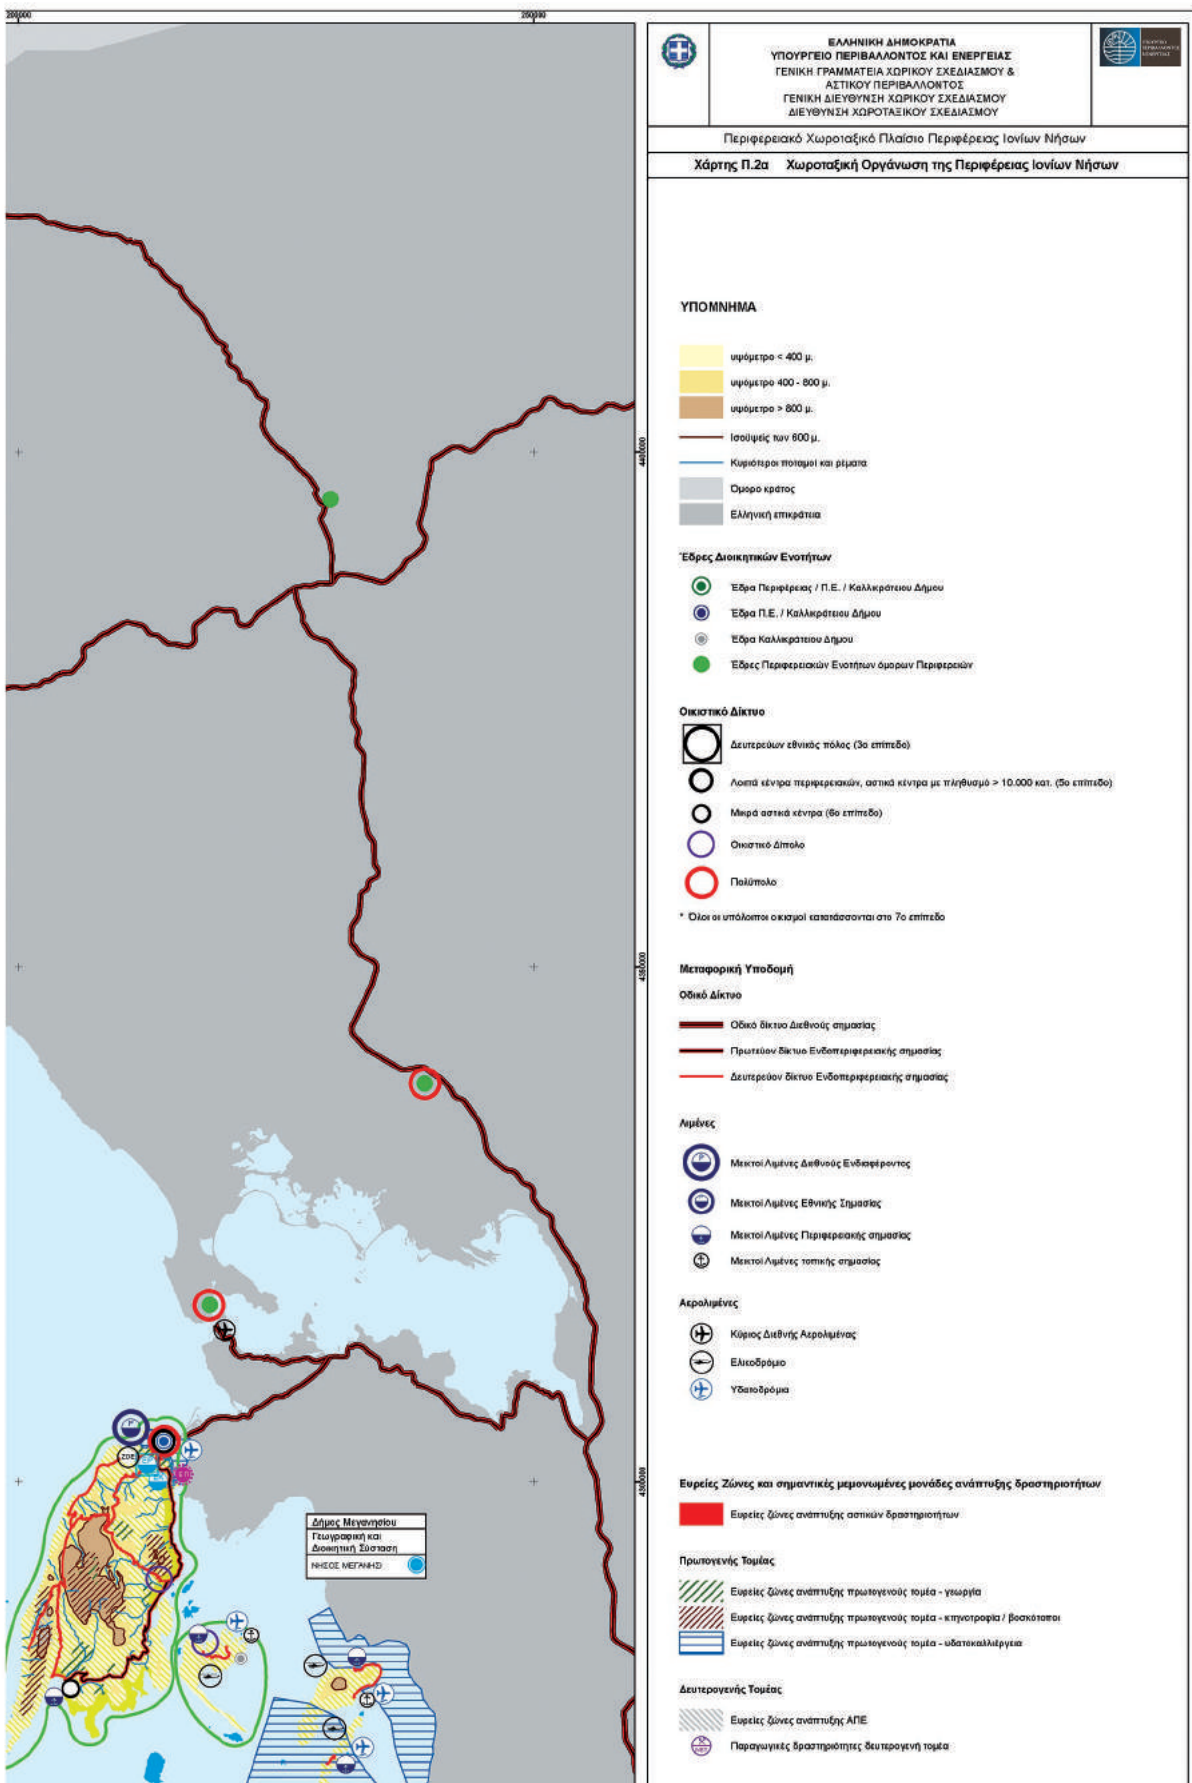 200000
250000
ΕΛΛΗΝΙΚΗ ΔΗΜΟΚΡΑΤΙΑ
ΥΠΟΥΡΓΕΙΟ ΠΕΡΙΒΑΛΛΟΝΤΟΣ ΚΑΙ ΕΝΕΡΓΕΙΑΣ
ΓΕΝΙΚΗ ΓΡΑΜΜΑΤΕΙΑ ΧΩΡΙΚΟΥ ΣΧΕΔΙΑΣΜΟΥ &
ΑΣΤΙΚΟΥ ΠΕΡΙΒΑΛΛΟΝΤΟΣ
ΓΕΝΙΚΗ ΔΙΕΥΘΥΝΣΗ ΧΩΡΙΚΟΥ ΣΧΕΔΙΑΣΜΟΥ
ΔΙΕΥΘΥΝΣΗ ΧΩΡΟΤΑΞΙΚΟΥ ΣΧΕΔΙΑΣΜΟΥ
Περιφερειακό Χωροταξικό Πλαίσιο Περιφέρειας Ιονίων Νήσων
Χάρτης Π.2α Χωροταξική Οργάνωση της Περιφέρειας Ιονίων Νήσων
ΥΠΟΜΝΗΜΑ
υψόμετρο < 400 μ.
υψόμετρο 400 - 800 μ.
υψόμετρο > 800 μ.
Ισοϋψείς των 600 μ.
Κυριότεροι ποταμοί και ρέματα
Όμορο κράτος
Ελληνική επικράτεια
Έδρες Διοικητικών Ενοτήτων
Έδρα Περιφέρειας / Π.Ε. / Καλλικράτειου Δήμου
Έδρα Π.Ε. / Καλλικράτειου Δήμου
Έδρα Καλλικράτειου Δήμου
Έδρες Περιφερειακών Ενοτήτων όμορων Περιφερειών
Οικιστικό Δίκτυο
Δευτερεύων εθνικός πόλος (3ο επίπεδο)
Λοιπά κέντρα περιφερειακών, αστικά κέντρα με πληθυσμό > 10.000 κατ. (5ο επίπεδο)
Μικρά αστικά κέντρα (6ο επίπεδο)
Οικιστικό Δίπολο
Πολύπολο
* Όλοι οι υπόλοιποι οικισμοί κατατάσσονται στο 7ο επίπεδο
Μεταφορική Υποδομή
Οδικό Δίκτυο
Οδικό δίκτυο Διεθνούς σημασίας
Πρωτεύον δίκτυο Ενδοπεριφερειακής σημασίας
Δευτερεύον δίκτυο Ενδοπεριφερειακής σημασίας
Λιμένες
Μεικτοί Λιμένες Διεθνούς Ενδιαφέροντος
Μεικτοί Λιμένες Εθνικής Σημασίας
Μεικτοί Λιμένες Περιφερειακής σημασίας
Μεικτοί Λιμένες τοπικής σημασίας
Αερολιμένες
Κύριος Διεθνής Αερολιμένας
Ελικοδρόμιο
Υδατοδρόμια
Ευρείες Ζώνες και σημαντικές μεμονωμένες μονάδες ανάπτυξης δραστηριοτήτων
Ευρείες ζώνες ανάπτυξης αστικών δραστηριοτήτων
Πρωτογενής Τομέας
Ευρείες ζώνες ανάπτυξης πρωτογενούς τομέα - γεωργία
Ευρείες ζώνες ανάπτυξης πρωτογενούς τομέα - κτηνοτροφία / βοσκότοποι
Ευρείες ζώνες ανάπτυξης πρωτογενούς τομέα - υδατοκαλλιέργεια
Δευτερογενής Τομέας
Ευρείες ζώνες ανάπτυξης ΑΠΕ
Παραγωγικές δραστηριότητες δευτερογενή τομέα
4400000
4350000
4300000
Δήμος Μεγανησίου
Γεωγραφική και
Διοικητική Σύσταση
ΝΗΣΟΣ ΜΕΓΑΝΗΣΙ
ΖΟΕ